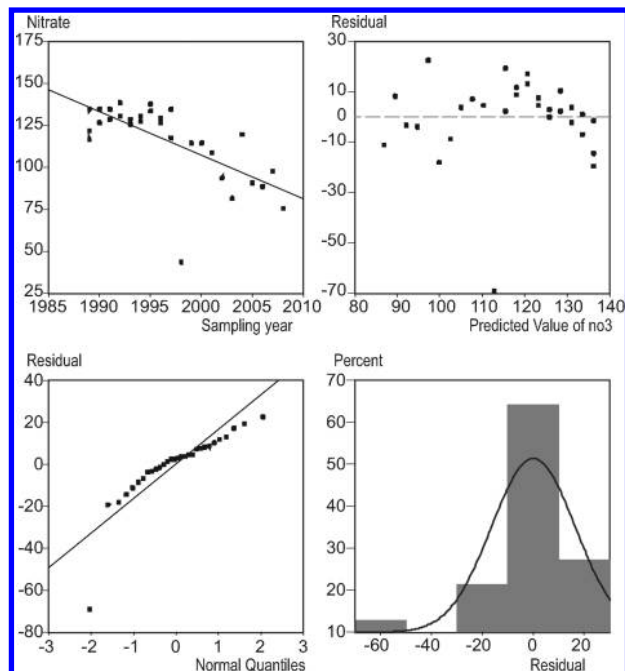 Nitrate
175
150
125
100
75
50
25
1985 1990 1995 2000 2005 2010
Sampling year
Residual
30
10
0
-10
-30
-50
-70
80 90 100 110 120 130 140
Predicted Value of no3
Residual
40
20
0
-20
-40
-60
-80
-3 -2 -1 0 1 2 3
Normal Quantiles
Percent
70
60
50
40
30
20
10
-60 -40 -20 0 20
Residual